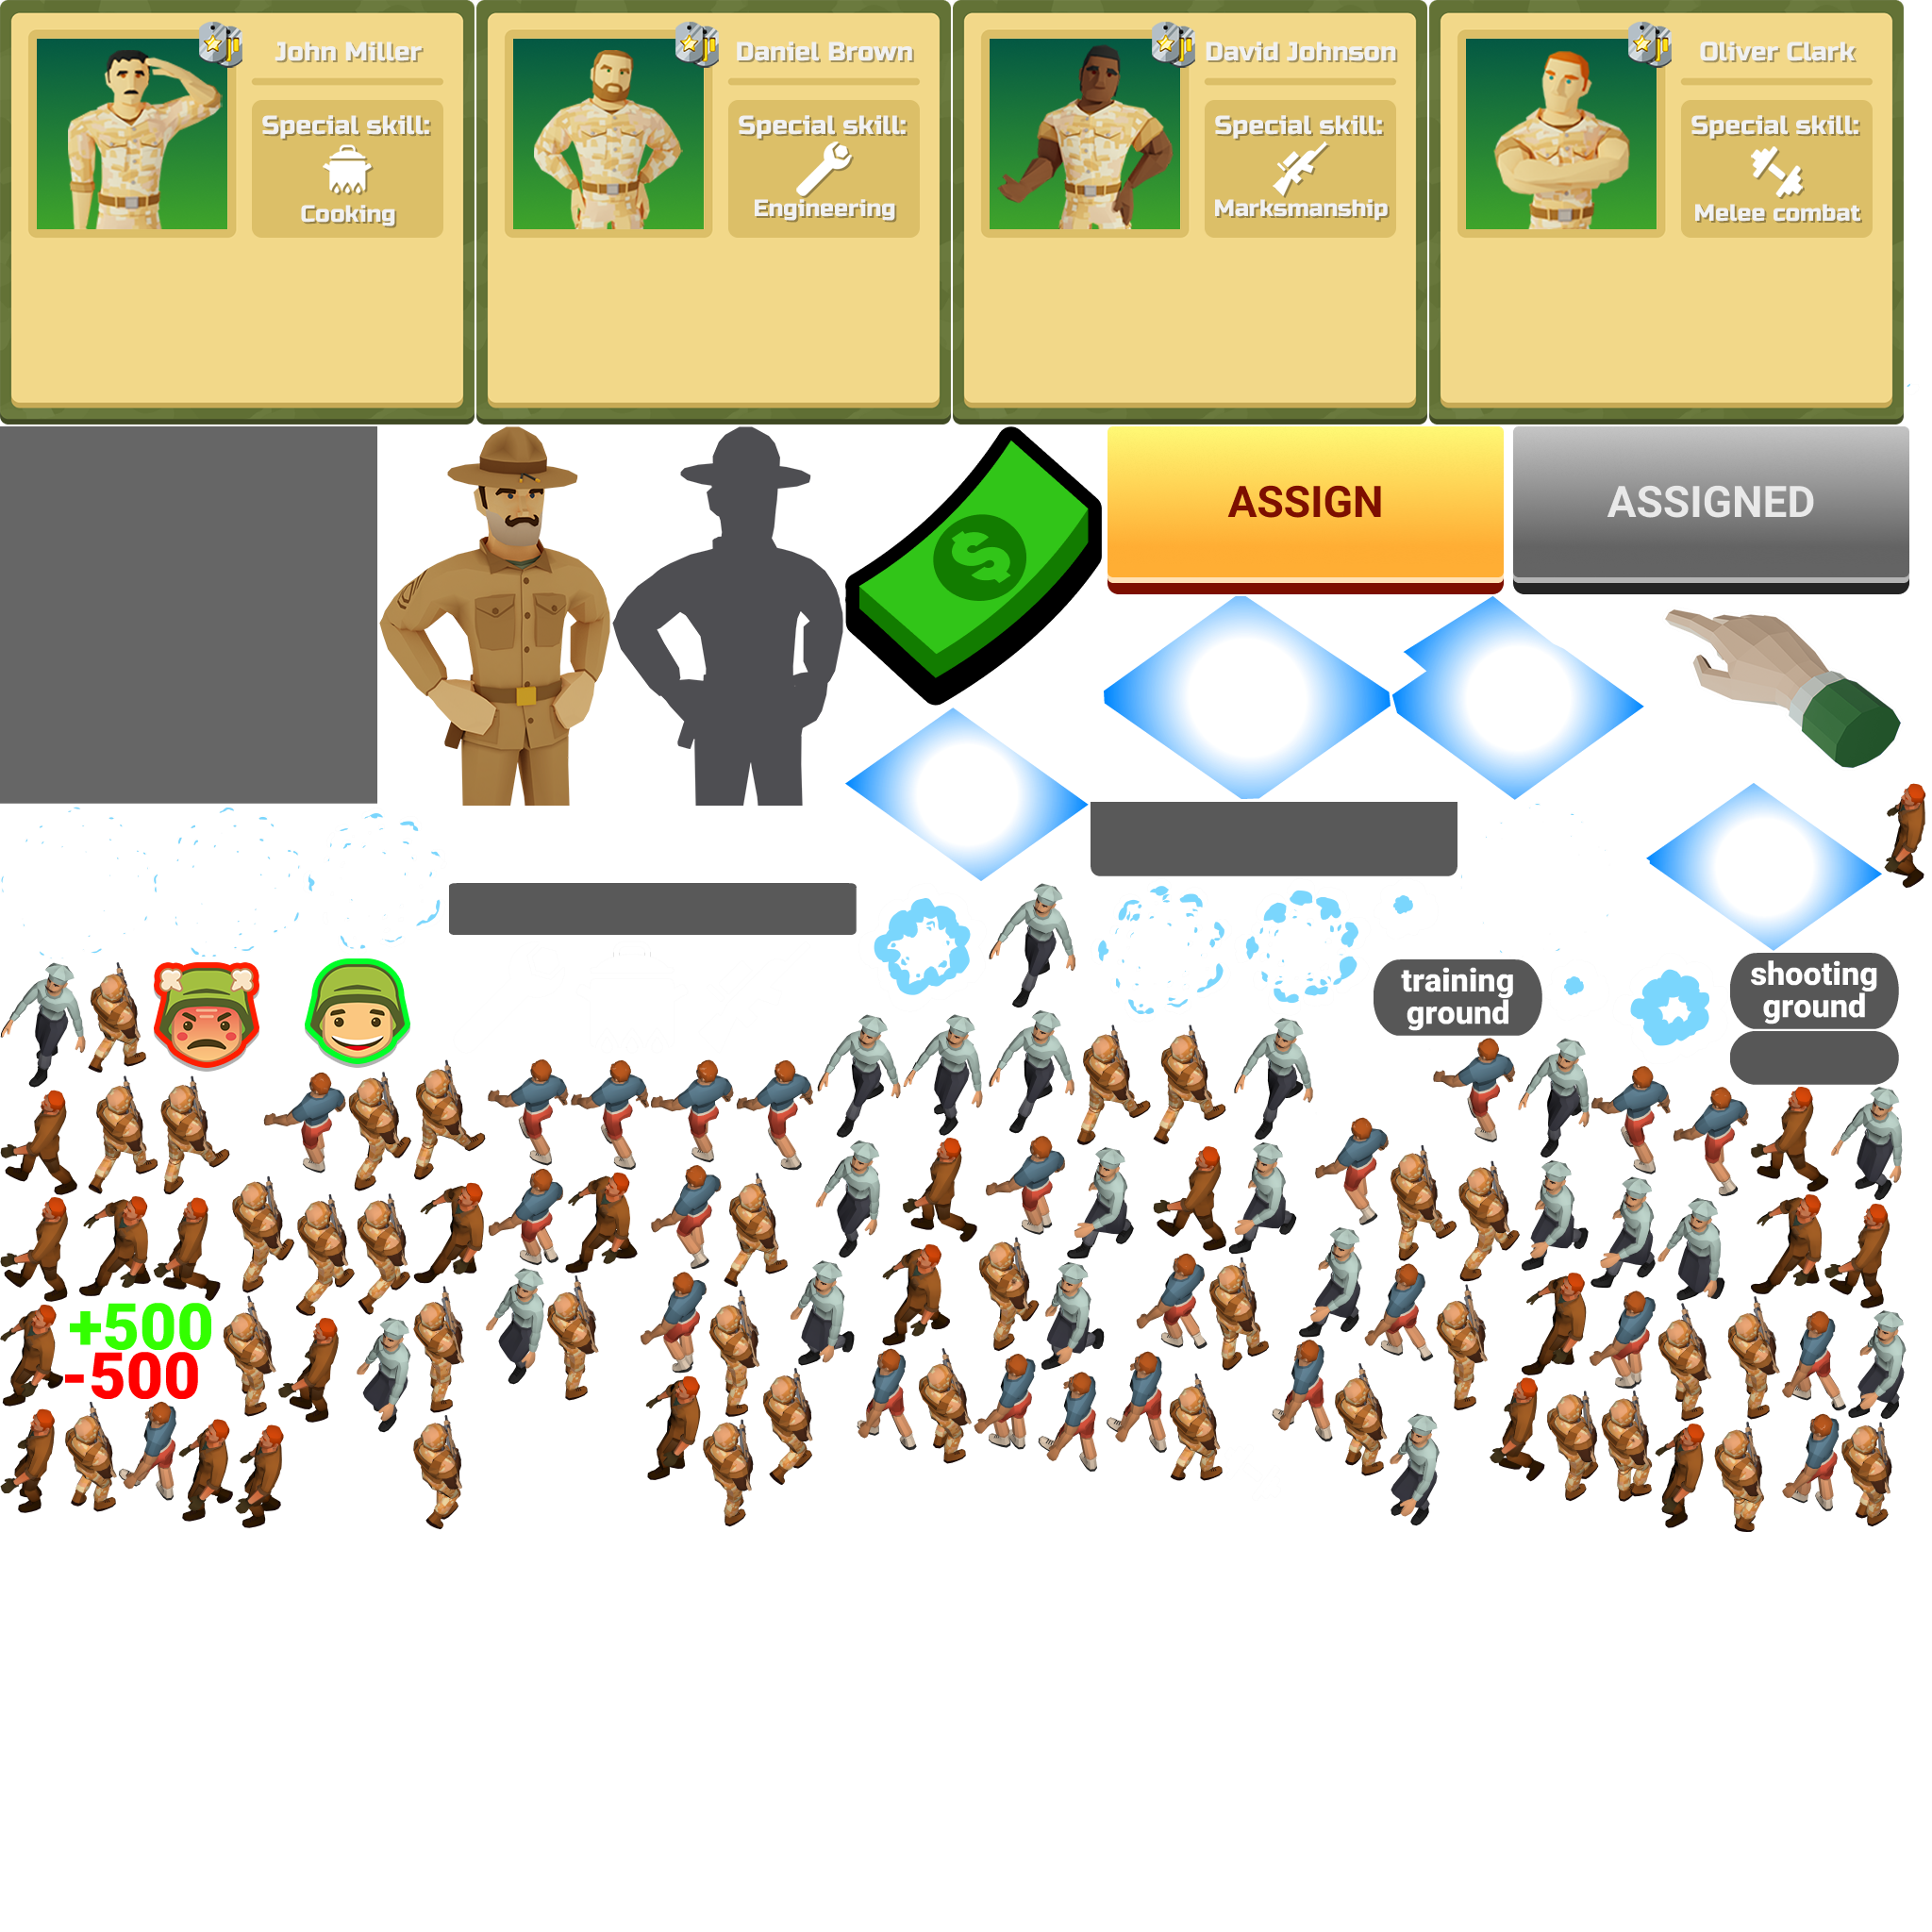 John Miller
Special skill:
Cooking
Daniel Brown
Special skill:
Engineering
David Johnson
Special skill:
Marksmanship
Oliver Clark
Special skill:
Melee combat
ASSIGN
ASSIGNED
training
ground
shooting
ground
+500
-500